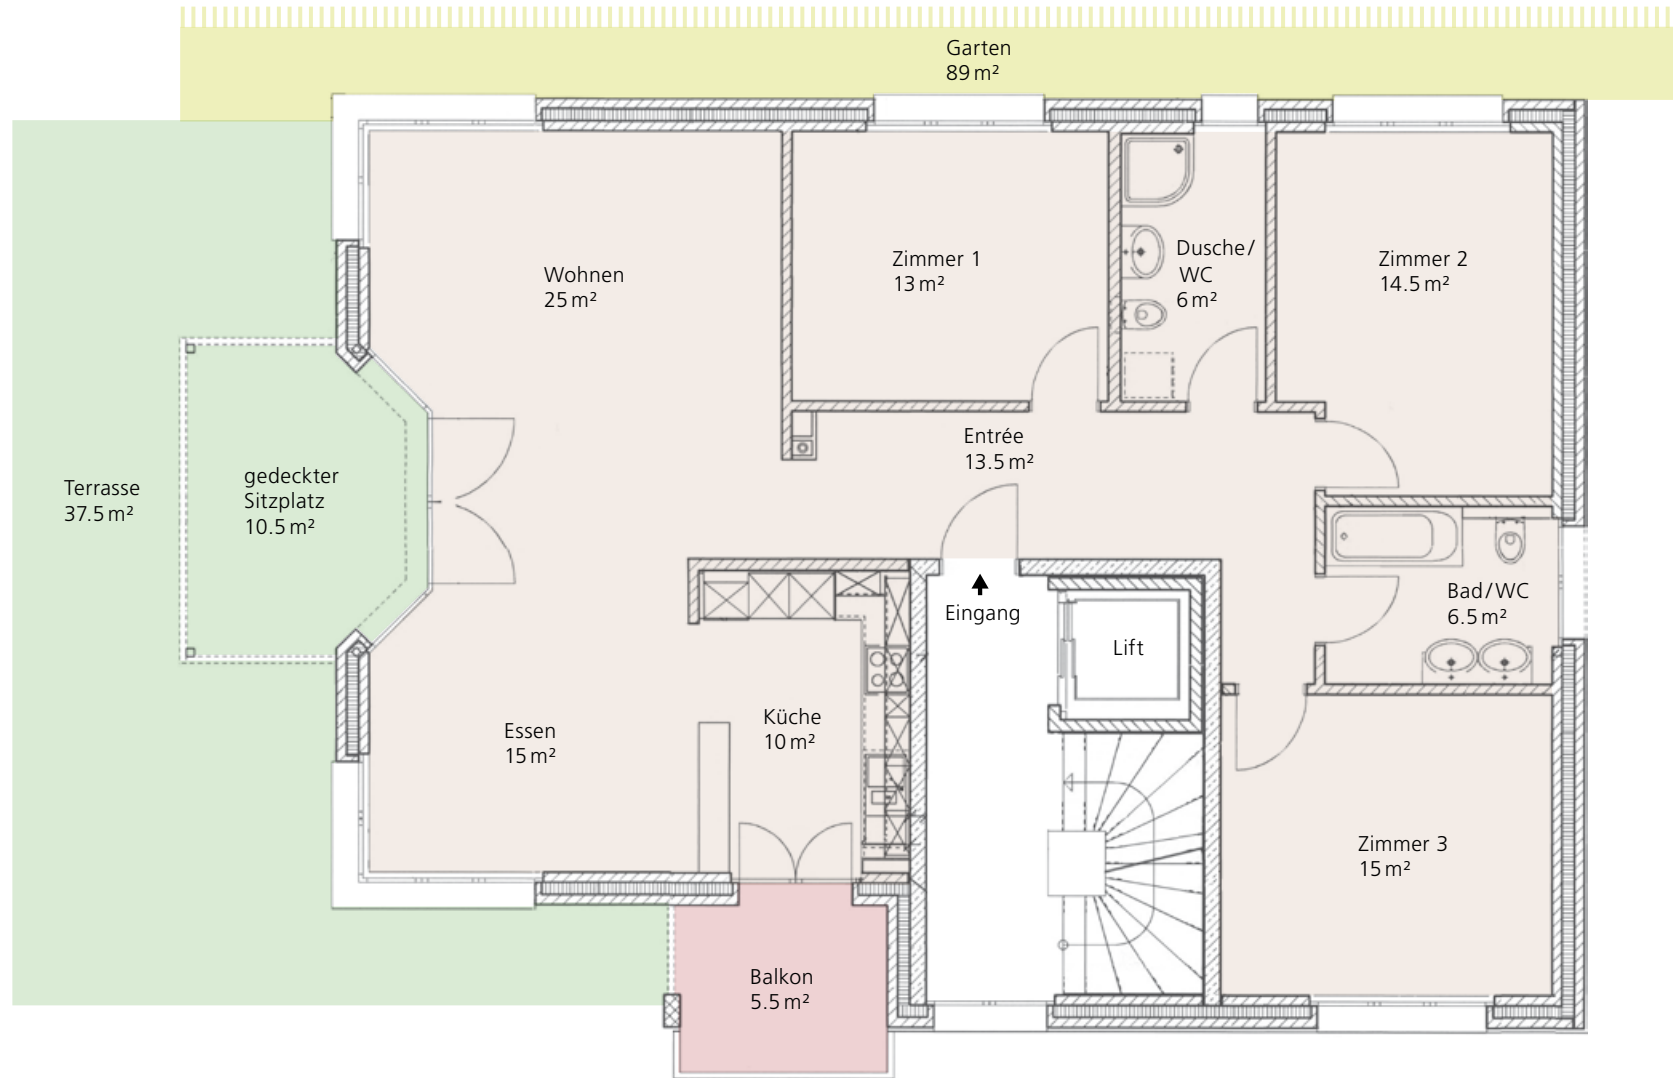 Garten
89 m²
Wohnen
25 m²
Zimmer 1
13 m²
Dusche/
WC
6 m²
Zimmer 2
14.5 m²
Entrée
13.5 m²
Terrasse
37.5 m²
gedeckter
Sitzplatz
10.5 m²
Eingang
Lift
Bad/WC
6.5 m²
Essen
15 m²
Küche
10 m²
Zimmer 3
15 m²
Balkon
5.5 m²